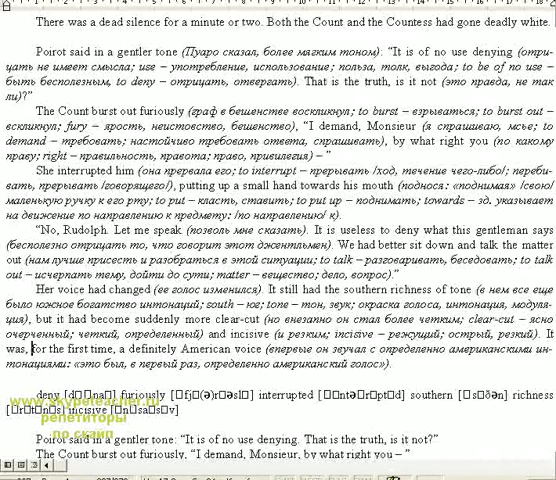 There was a dead silence for a minute or two. Both the Count and the Countess had gone deadly white.
Poirot said in a gentler tone (Пуаро сказал, более мягким тоном): “It is of no use denying (отри-
цать не имеет смысла; use – употребление, использование; польза, толк, выгода; to be of no use –
быть бесполезным, to deny – отрицать, отвергать). That is the truth, is it not (это правда, не так
ли)?”
The Count burst out furiously (граф в бешенстве воскликнул; to burst – взрываться; to burst out –
вскликнул; fury – ярость, неистовство, бешенство), “I demand, Monsieur (я спрашиваю, мсье; to
demand – требовать; настойчиво требовать ответа, спрашивать), by what right you (по какому
праву; right – правильность, правота; право, привилегия) – ”
She interrupted him (она прервала его; to interrupt – прерывать /ход, течение чего-либо/; переби-
вать, прерывать /говорящего/), putting up a small hand towards his mouth (поднося: «поднимая» /свою/
маленькую ручку к его рту; to put – класть, ставить; to put up – поднимать; towards – зд. указывает
на движение по направлению к предмету: /по направлению/ к).
“No, Rudolph. Let me speak (позволь мне сказать). It is useless to deny what this gentleman says
(бесполезно отрицать то, что говорит этот джентльмен). We had better sit down and talk the matter
out (нам лучше присесть и разобраться в этой ситуации; to talk – разговаривать, беседовать; to talk
out – исчерпать тему, дойти до сути; matter – вещество; дело, вопрос).”
Her voice had changed (ее голос изменился). It still had the southern richness of tone (в нем все еще
было южное богатство интонаций; south – юг; tone – тон, звук; окраска голоса, интонация, модуля-
ция), but it had become suddenly more clear-cut (но внезапно он стал более четким; clear-cut – ясно
очерченный; четкий, определенный) and incisive (и резким; incisive – режущий; острый, резкий). It
was, for the first time, a definitely American voice (впервые он звучал с определенно американскими ин-
тонациями: «это был, в первый раз, определенно американский голос»).
deny furiously interrupted southern richness
incisive
www.skypeteacher.ru
репетиторы
по скайп
Poirot said in a gentler tone: “It is of no use denying. That is the truth, is it not?”
The Count burst out furiously, “I demand, Monsieur, by what right you – ”